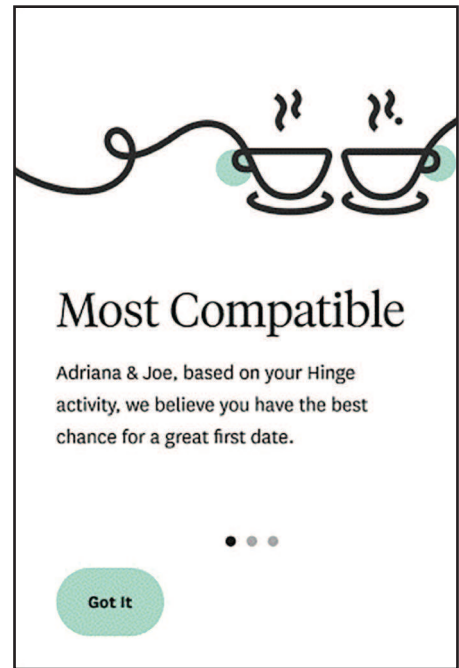 Most Compatible
Adriana & Joe, based on your Hinge
activity, we believe you have the best
chance for a great first date.
Got It